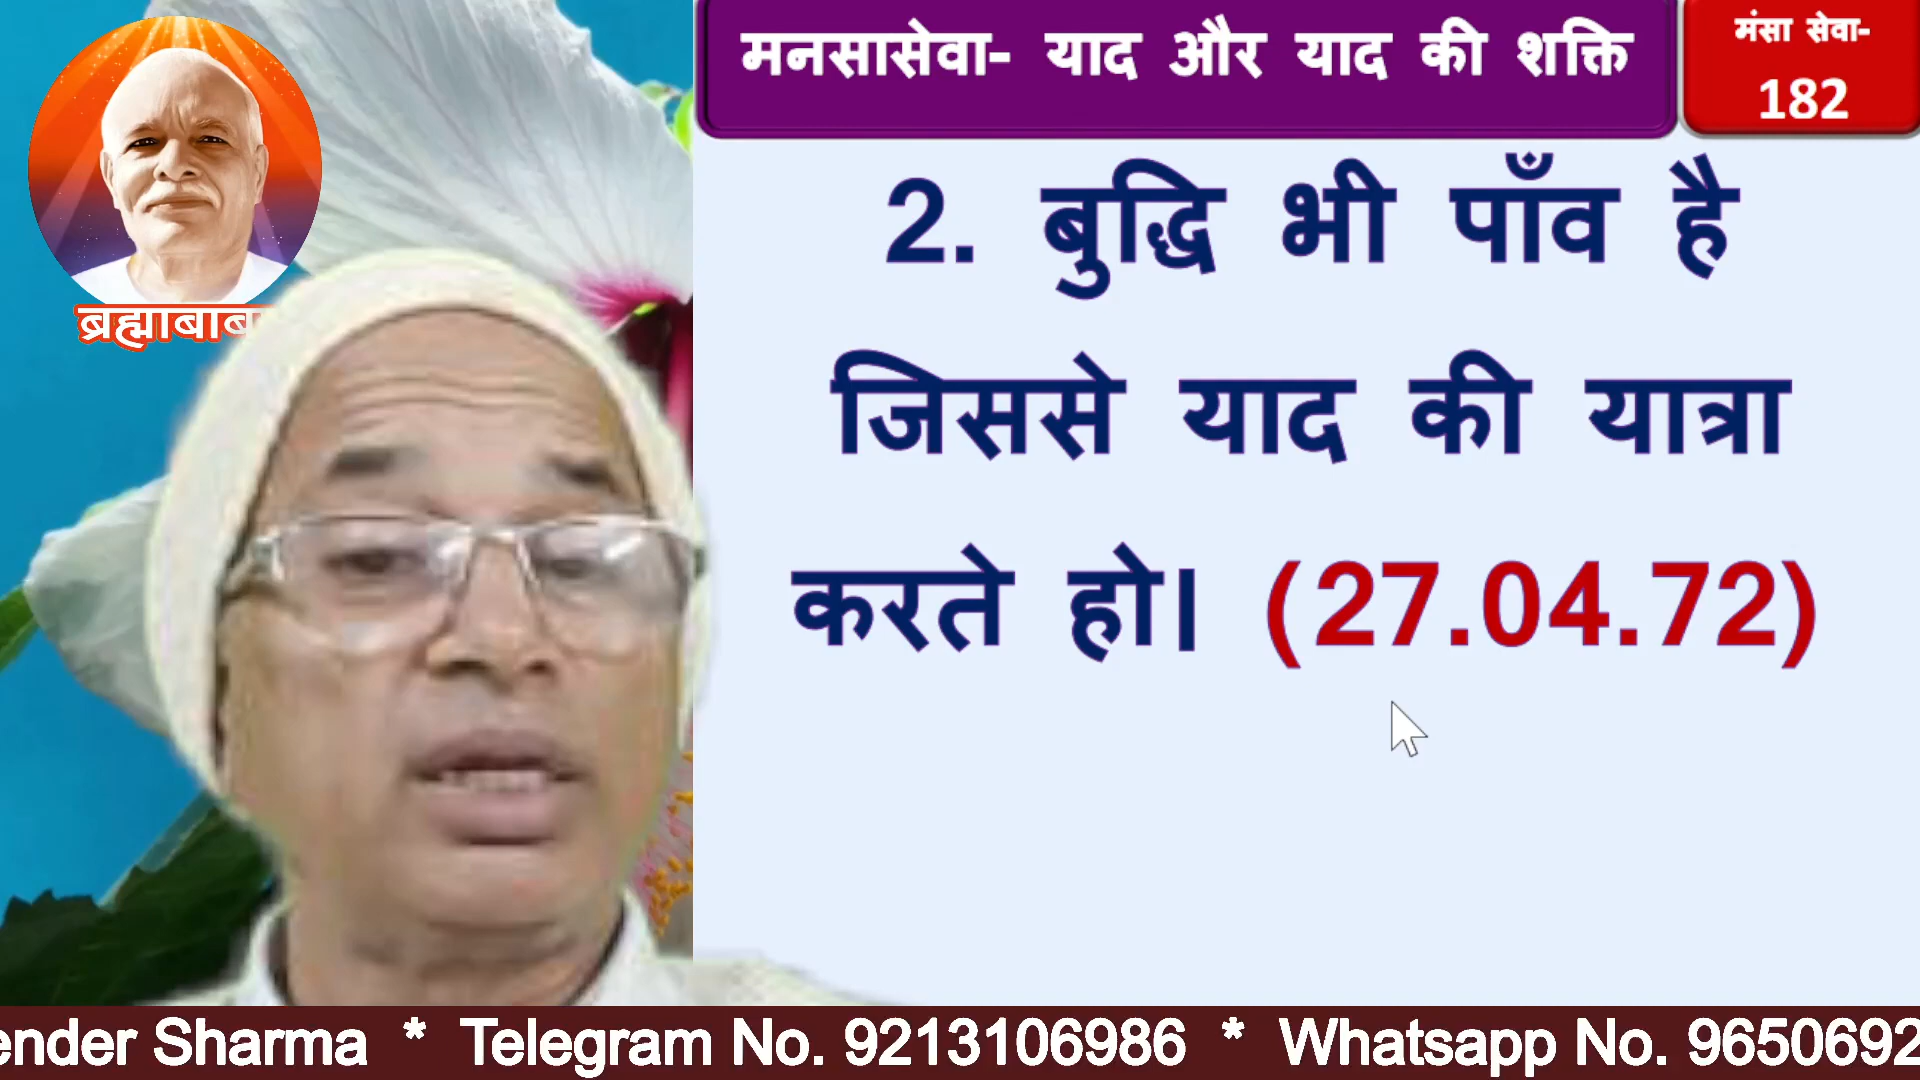 मनसासेवा- याद और याद की शक्ति
मंसा सेवा-
182
2. बुद्धि भी पाँव है
जिससे याद की यात्रा
करते हो। (27.04.72)
ender Sharma * Telegram No. 9213106986 * Whatsapp No. 9650692